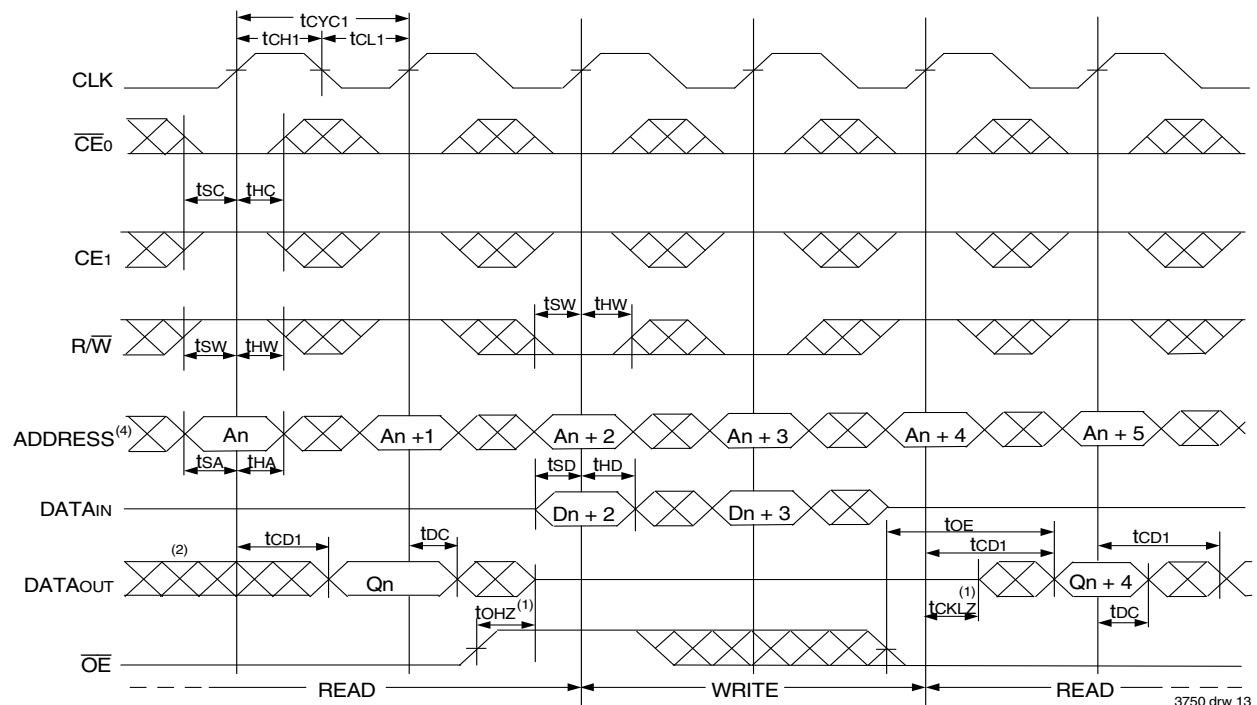 tCYC1
tCH1 tCL1
CLK
CE0
tSC tHC
CE1
tSW tHW
R/W
tSW tHW
ADDRESS(4) An An +1 An + 2 An + 3 An + 4 An + 5
tSA tHA tSD tHD
DATAIN Dn + 2 Dn + 3
tOE
(2) tCD1 tDC tCD1 tCD1
DATAOUT Qn Qn + 4
tOHZ(1) (1) tCKLZ tDC
OE
READ WRITE READ
3750 drw 13